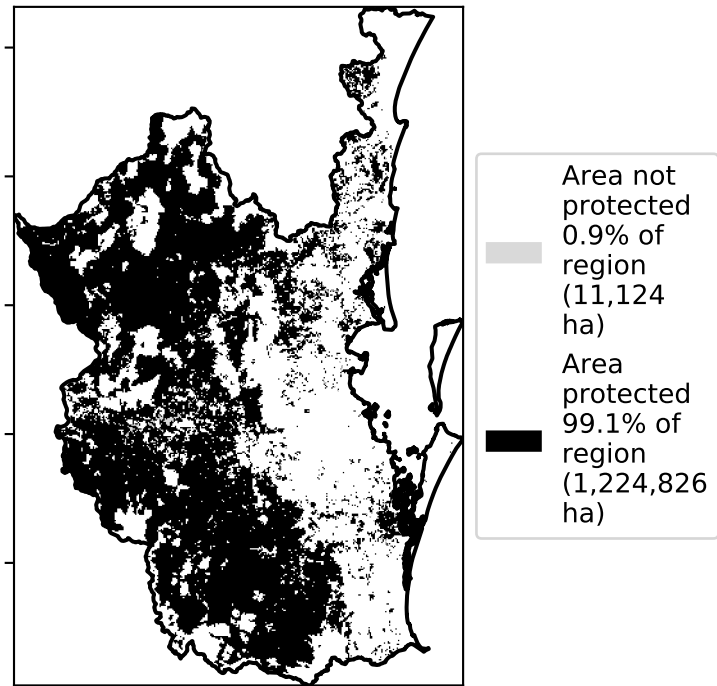 Area not
protected
0.9% of
region
(11,124
ha)
Area
protected
99.1% of
region
(1,224,826
ha)